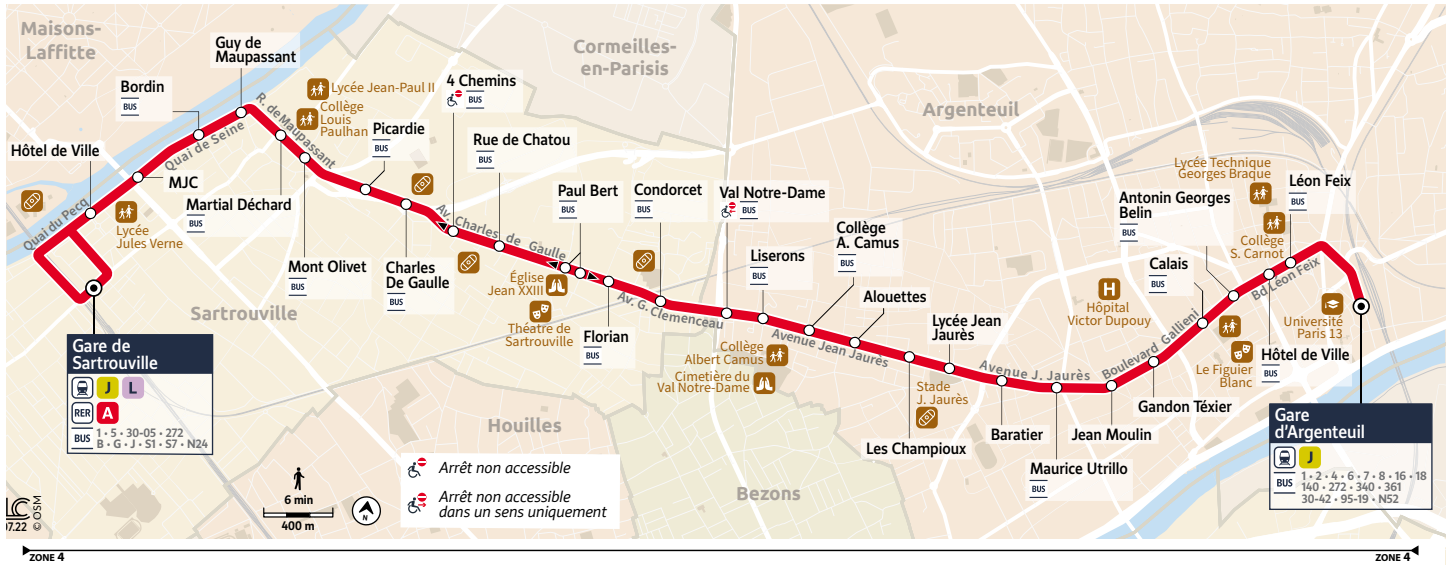 Maisons-
Laffitte
Cormeilles-
en-Parisis
Argenteuil
Sartrouville
Houilles
Bezons
Guy de
Maupassant
Bordin
BUS
Hôtel de Ville
BUS
MJC
Martial Déchard
BUS
Lycée Jean-Paul II
Collège
Louis
Paulhan
Lycée
Jules Verne
Quai du Pecq
Quai de Seine
R. de Maupassant
Mont Olivet
BUS
Picardie
BUS
Charles
De Gaulle
BUS
4 Chemins
BUS
Rue de Chatou
BUS
Av. Charles de Gaulle
Paul Bert
BUS
Église
Jean XXIII
Théatre de
Sartrouville
Florian
BUS
Condorcet
BUS
Av. G. Clemenceau
Val Notre-Dame
BUS
Liserons
BUS
Collège
Albert Camus
Cimetière du
Val Notre-Dame
Collège
A. Camus
BUS
Avenue Jean Jaurès
Alouettes
Les Champioux
Lycée Jean
Jaurès
Stade
J. Jaurès
Avenue J. Jaurès
Baratier
Maurice Utrillo
BUS
Jean Moulin
Boulevard Gallieni
Gandon Téxier
Hôpital
Victor Dupouy
H
Calais
BUS
Antonin Georges
Belin
BUS
Le Figuier
Blanc
Lycée Technique
Georges Braque
Collège
S. Carnot
Hôtel de Ville
BUS
Léon Feix
BUS
Bd Léon Feix
Université
Paris 13
Gare de
Sartrouville
J L
RER A
BUS 1 • 5 • 30-05 • 272
B • G • J • S1 • S7 • N24
Gare
d'Argenteuil
J
BUS 1 • 2 • 4 • 6 • 7 • 8 • 16 • 18
140 • 272 • 340 • 361
30-42 • 95-19 • N52
6 min
400 m
N
Arrêt non accessible
Arrêt non accessible
dans un sens uniquement
LC
07.22
© OSM
ZONE 4
ZONE 4